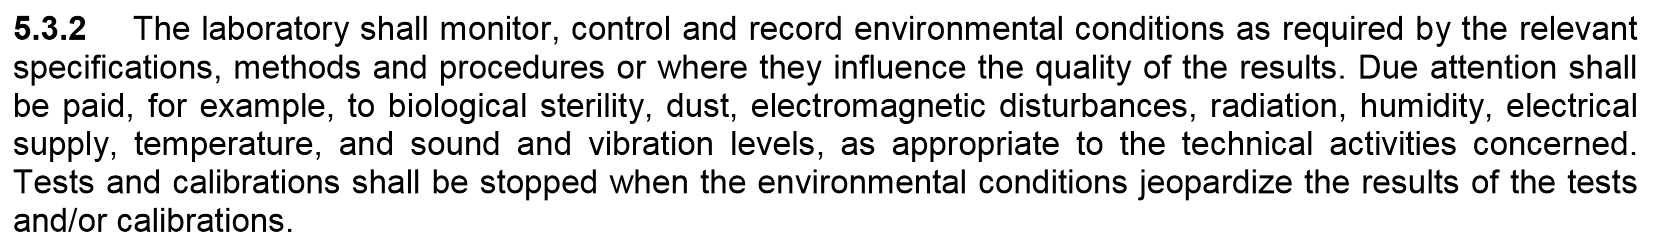 5.3.2 The laboratory shall monitor, control and record environmental conditions as required by the relevant
specifications, methods and procedures or where they influence the quality of the results. Due attention shall
be paid, for example, to biological sterility, dust, electromagnetic disturbances, radiation, humidity, electrical
supply, temperature, and sound and vibration levels, as appropriate to the technical activities concerned.
Tests and calibrations shall be stopped when the environmental conditions jeopardize the results of the tests
and/or calibrations.